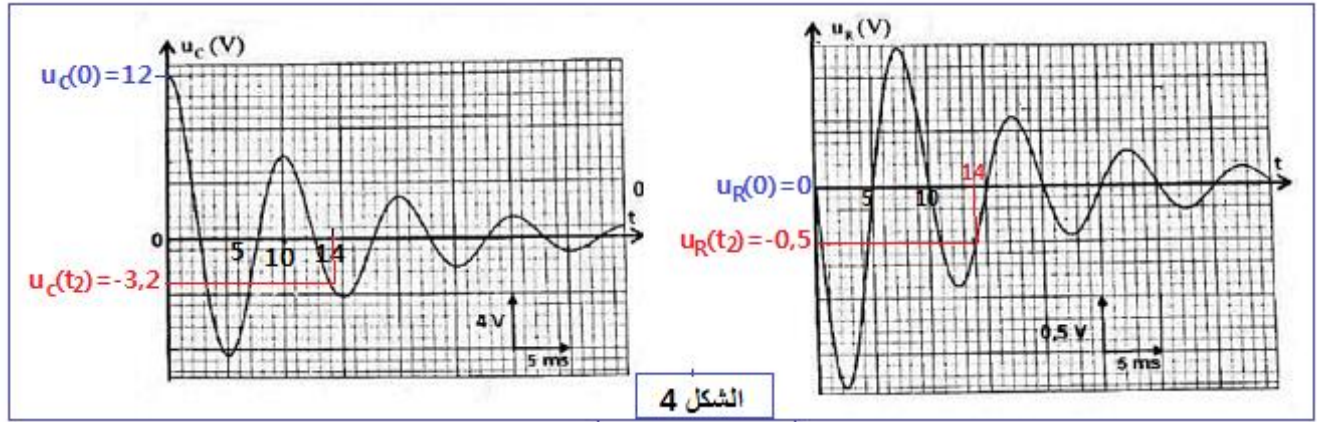 u_C (V)
u_C(0) = 12
0
5 10 14
t
u_C(t₂) = -3,2
4 V
5 ms
0
u_R (V)
u_R(0) = 0
5 10 14
t
u_R(t₂) = -0,5
0,5 V
5 ms
الشكل 4